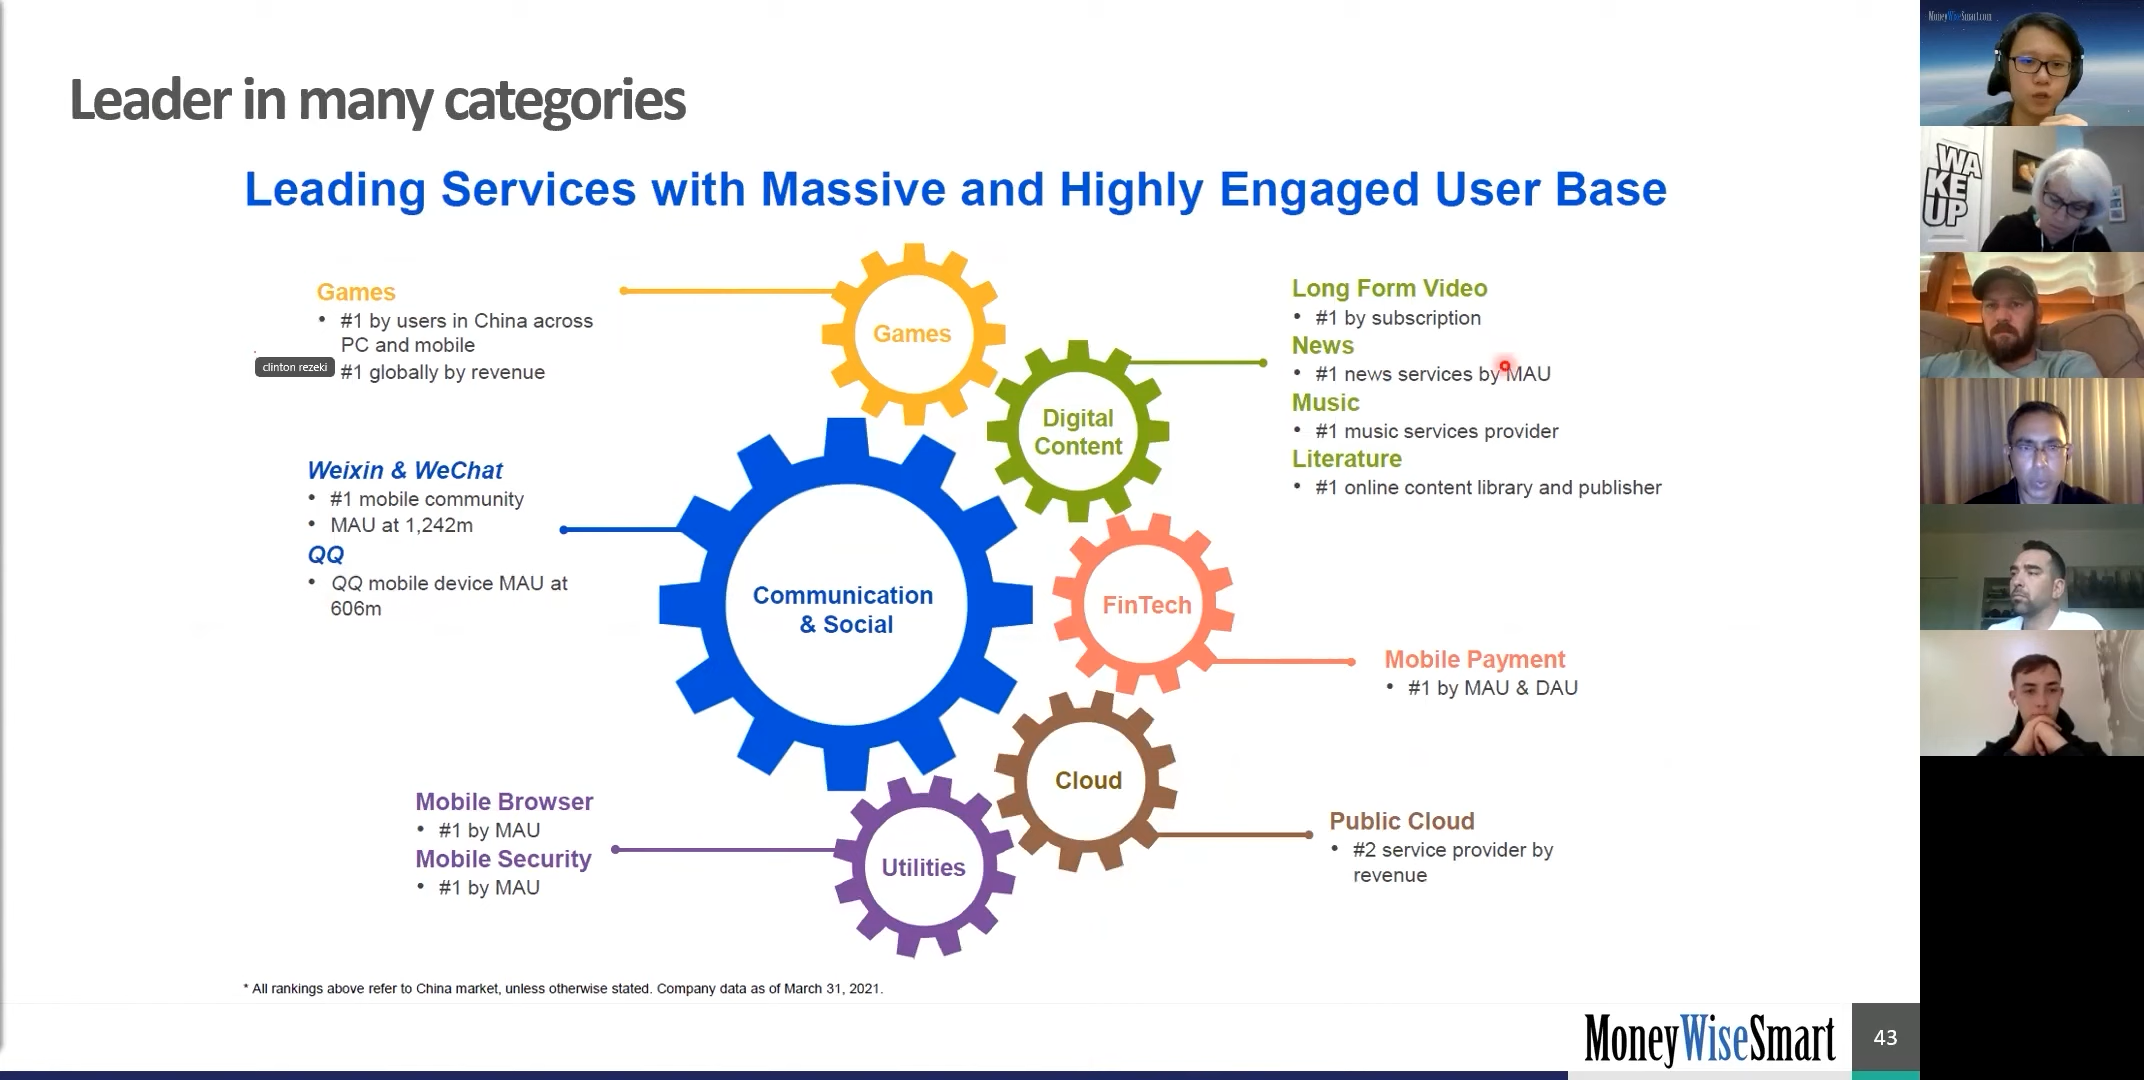 Leader in many categories
Leading Services with Massive and Highly Engaged User Base
Games
• #1 by users in China across
PC and mobile
clinton rezeki
#1 globally by revenue
Weixin & WeChat
• #1 mobile community
• MAU at 1,242m
QQ
• QQ mobile device MAU at
606m
Mobile Browser
• #1 by MAU
Mobile Security
• #1 by MAU
Games
Digital
Content
Communication
& Social
FinTech
Cloud
Utilities
Long Form Video
• #1 by subscription
News
• #1 news services by MAU
Music
• #1 music services provider
Literature
• #1 online content library and publisher
Mobile Payment
• #1 by MAU & DAU
Public Cloud
• #2 service provider by
revenue
* All rankings above refer to China market, unless otherwise stated. Company data as of March 31, 2021.
MoneyWiseSmart
43
MoneyWiseSmart.com
WA
KE
UP